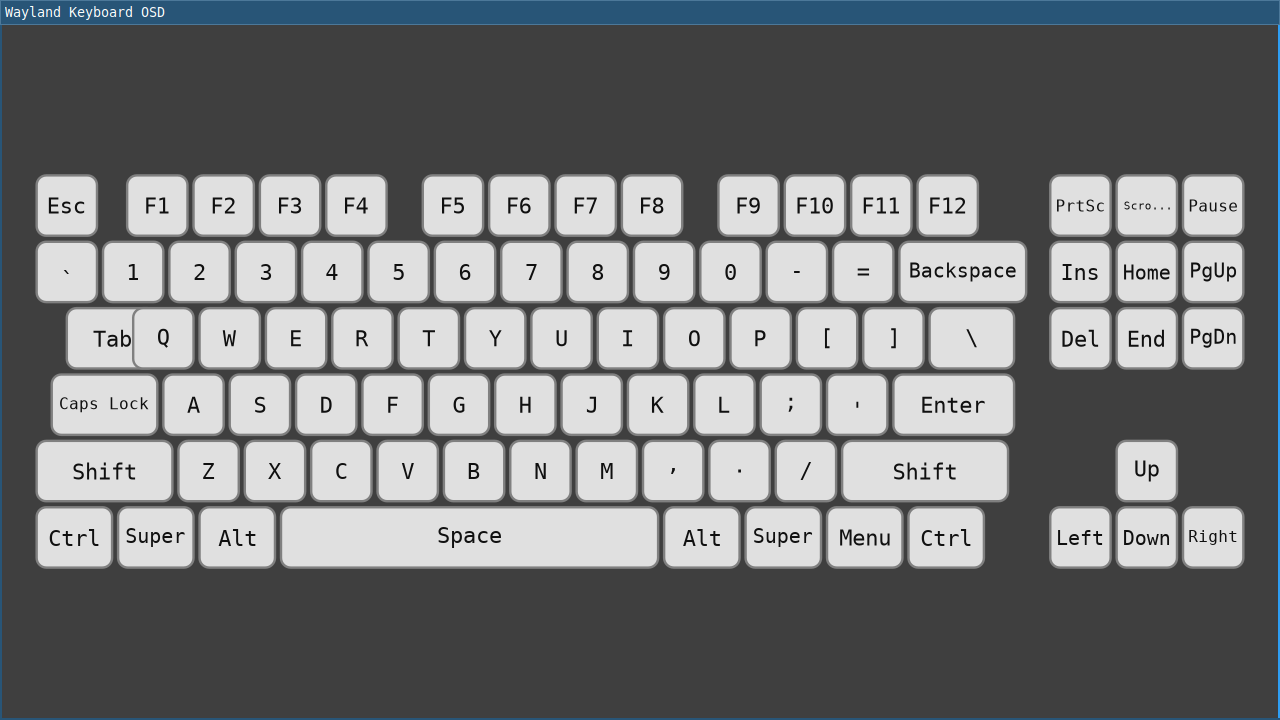 Wayland Keyboard OSD
Esc F1 F2 F3 F4 F5 F6 F7 F8 F9 F10 F11 F12 PrtSc Scro... Pause
` 1 2 3 4 5 6 7 8 9 0 - = Backspace Ins Home PgUp
Tab Q W E R T Y U I O P [ ] \ Del End PgDn
Caps Lock A S D F G H J K L ; ' Enter
Shift Z X C V B N M , . / Shift Up
Ctrl Super Alt Space Alt Super Menu Ctrl Left Down Right